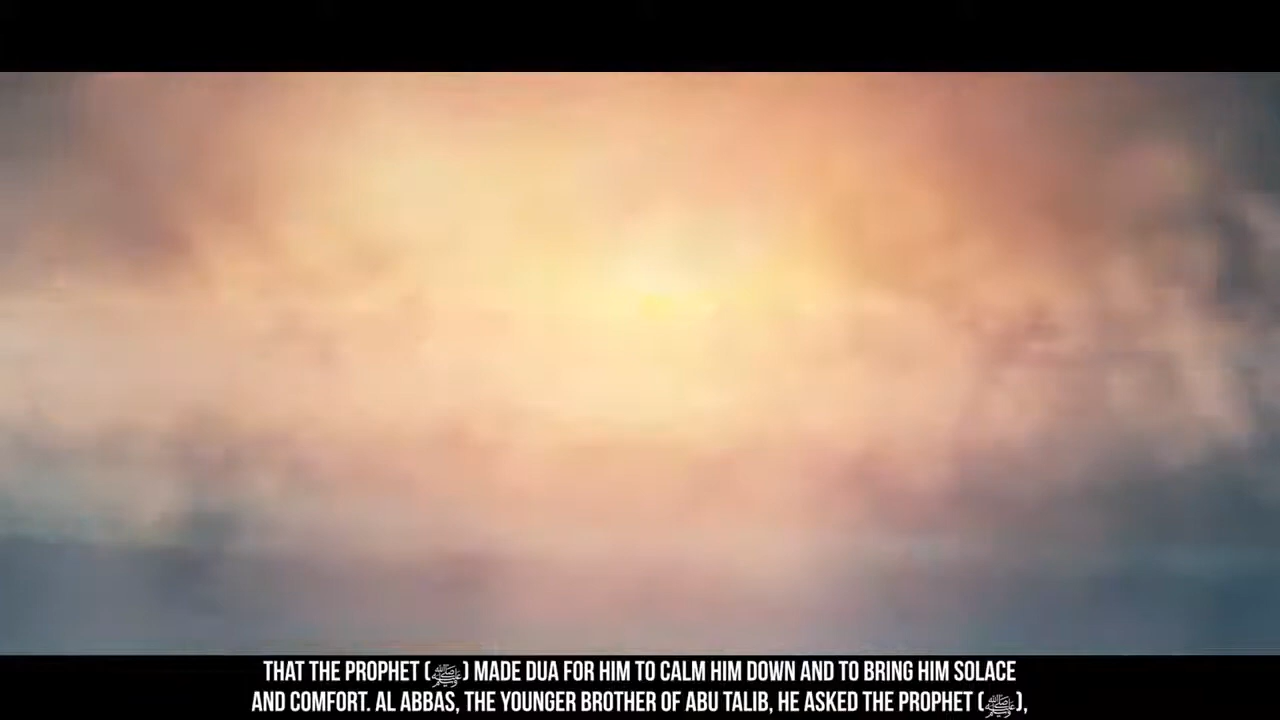 THAT THE PROPHET (ﷺ) MADE DUA FOR HIM TO CALM HIM DOWN AND TO BRING HIM SOLACE
AND COMFORT. AL ABBAS, THE YOUNGER BROTHER OF ABU TALIB, HE ASKED THE PROPHET (ﷺ),